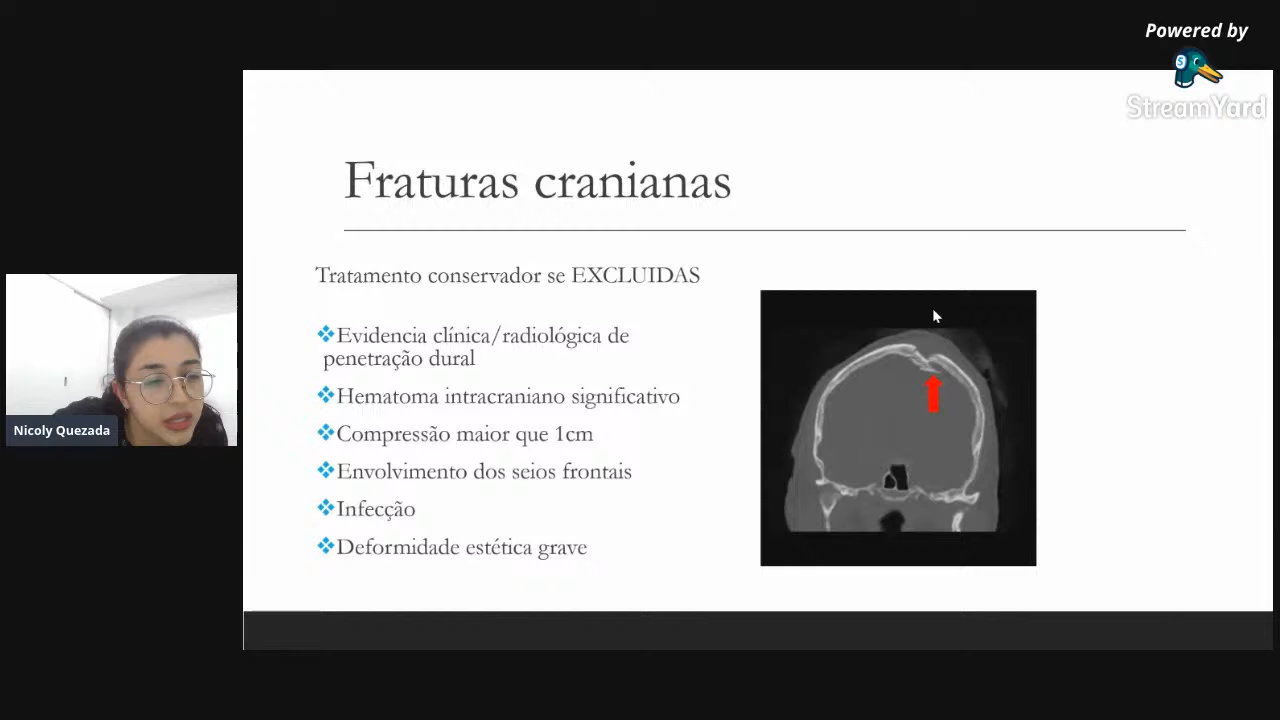 Powered by
StreamYard
Fraturas cranianas
Tratamento conservador se EXCLUIDAS
❖Evidencia clínica/radiológica de
penetração dural
❖Hematoma intracraniano significativo
❖Compressão maior que 1cm
❖Envolvimento dos seios frontais
❖Infecção
❖Deformidade estética grave
Nicoly Quezada